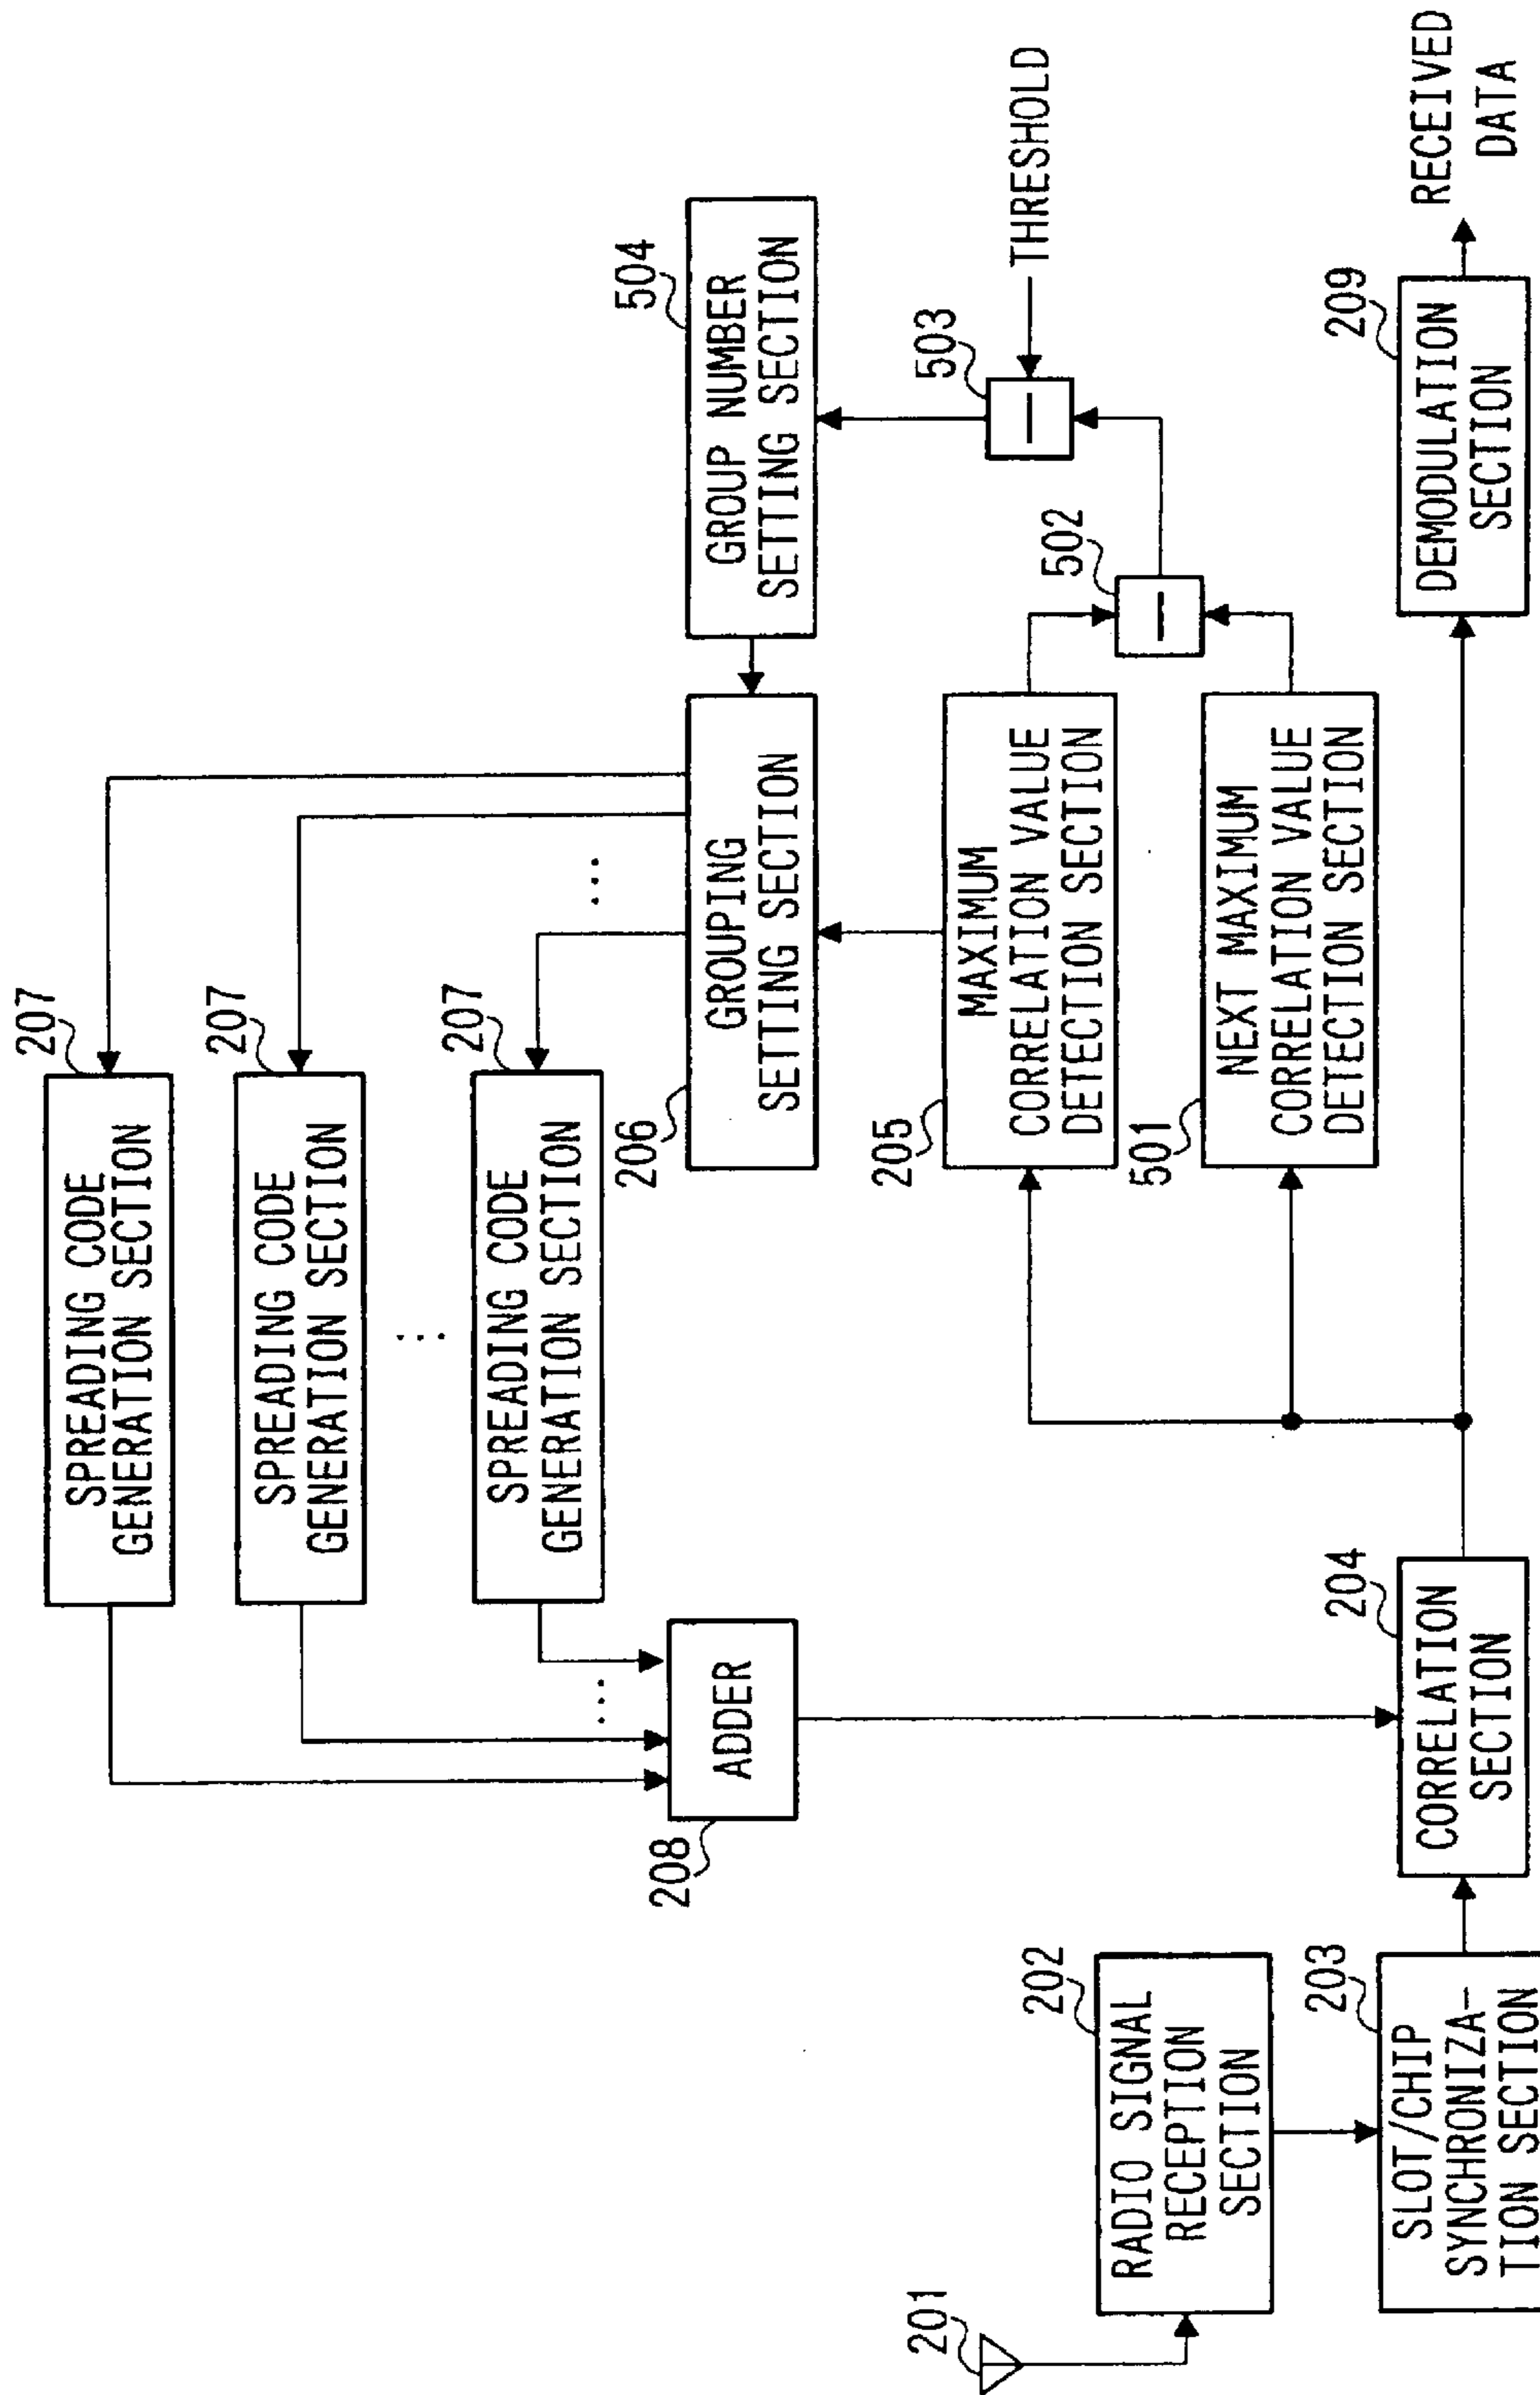 207
SPREADING CODE
GENERATION SECTION
207
SPREADING CODE
GENERATION SECTION
...
207
SPREADING CODE
GENERATION SECTION
...
...
208
ADDER
206
GROUPING
SETTING SECTION
504
GROUP NUMBER
SETTING SECTION
503
—
THRESHOLD
205
MAXIMUM
CORRELATION VALUE
DETECTION SECTION
502
—
501
NEXT MAXIMUM
CORRELATION VALUE
DETECTION SECTION
201
202
RADIO SIGNAL
RECEPTION
SECTION
203
SLOT/CHIP
SYNCHRONIZA-
TION SECTION
204
CORRELATION
SECTION
209
DEMODULATION
SECTION
RECEIVED
DATA